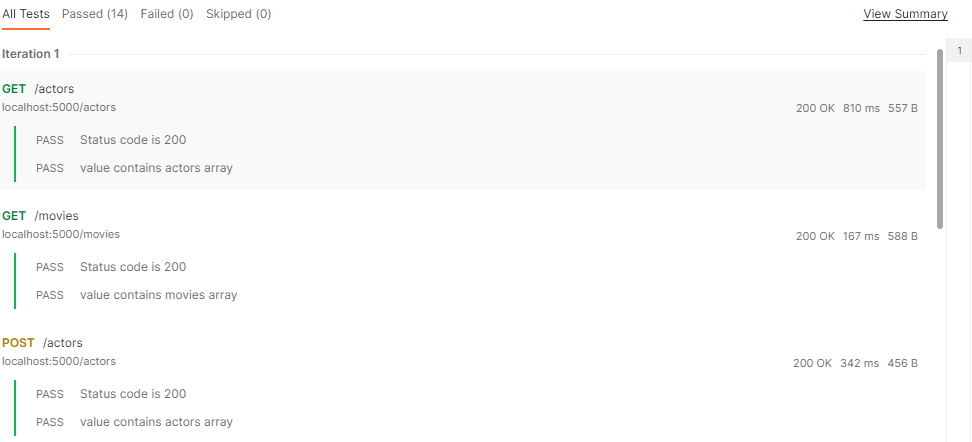 All Tests Passed (14) Failed (0) Skipped (0) View Summary
Iteration 1
1
GET /actors
localhost:5000/actors
200 OK 810 ms 557 B
PASS Status code is 200
PASS value contains actors array
GET /movies
localhost:5000/movies
200 OK 167 ms 588 B
PASS Status code is 200
PASS value contains movies array
POST /actors
localhost:5000/actors
200 OK 342 ms 456 B
PASS Status code is 200
PASS value contains actors array